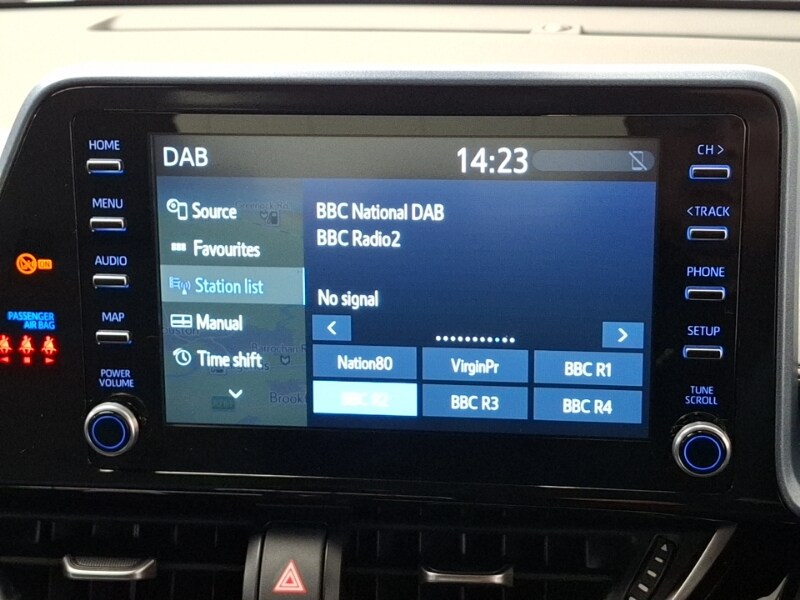 HOME
MENU
AUDIO
MAP
POWER
VOLUME
PASSENGER
AIR BAG
DAB
14:23
Source
Favourites
Station list
Manual
Time shift
BBC National DAB
BBC Radio2
No signal
Nation80
VirginPr
BBC R1
BBC R2
BBC R3
BBC R4
CH >
< TRACK
PHONE
SETUP
TUNE
SCROLL